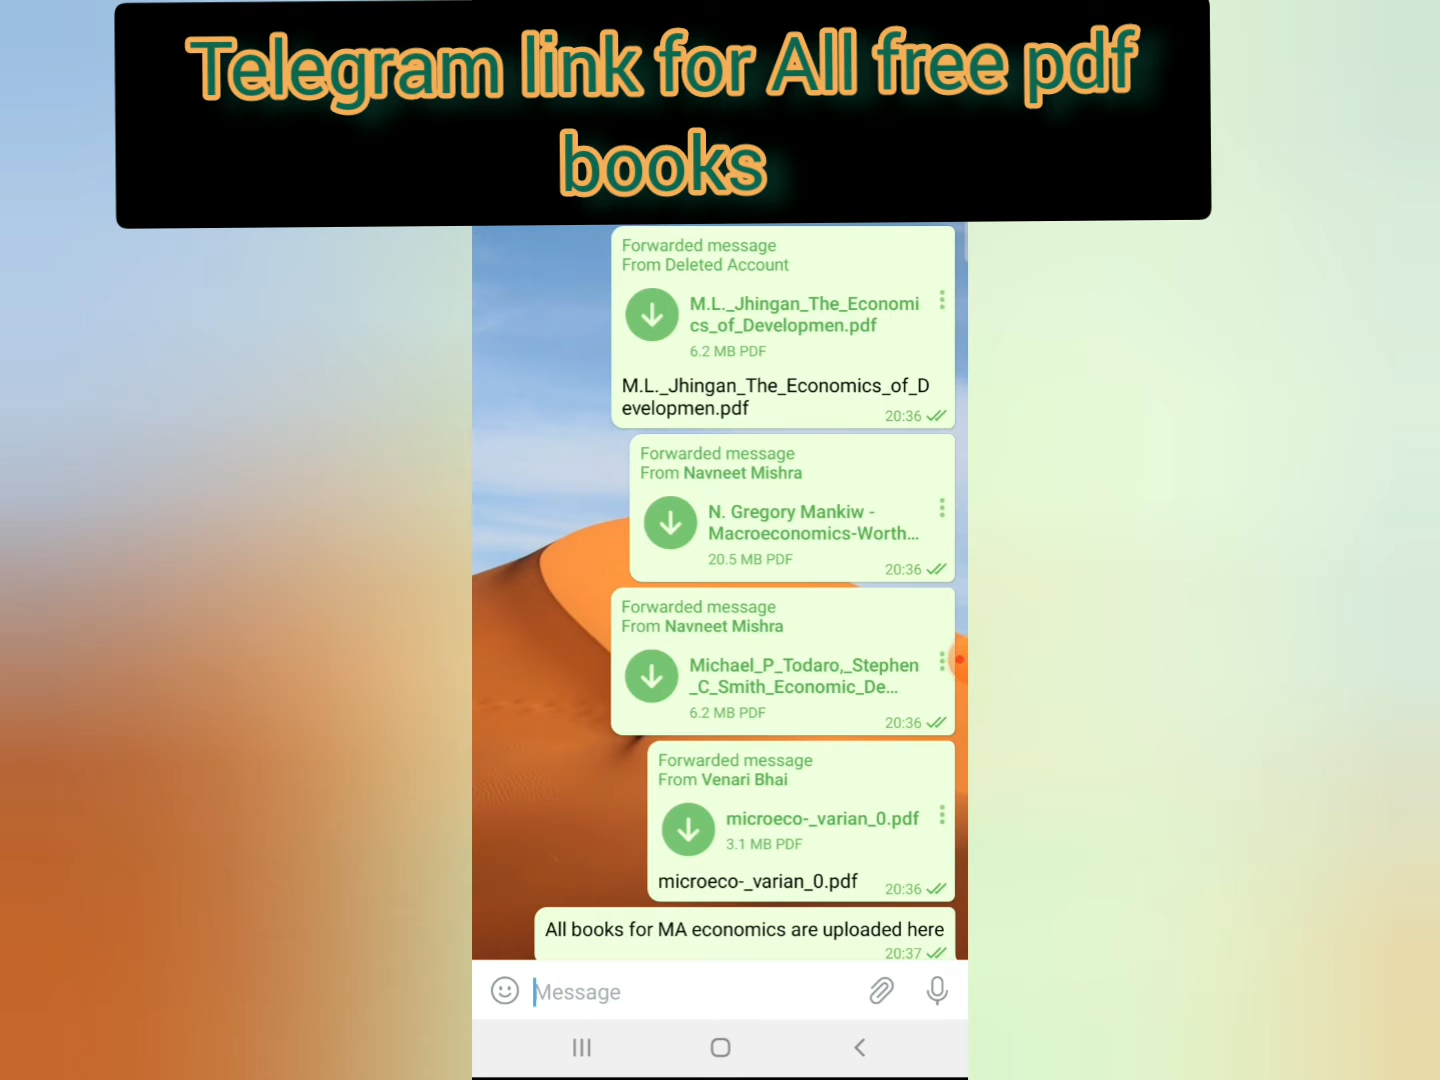 Telegram link for All free pdf
books
Forwarded message
From Deleted Account
M.L._Jhingan_The_Economi
cs_of_Developmen.pdf
6.2 MB PDF
M.L._Jhingan_The_Economics_of_D
evelopmen.pdf
20:36
Forwarded message
From Navneet Mishra
N. Gregory Mankiw -
Macroeconomics-Worth...
20.5 MB PDF
20:36
Forwarded message
From Navneet Mishra
Michael_P_Todaro,_Stephen
_C_Smith_Economic_De...
6.2 MB PDF
20:36
Forwarded message
From Venari Bhai
microeco-_varian_0.pdf
3.1 MB PDF
microeco-_varian_0.pdf
20:36
All books for MA economics are uploaded here
20:37
Message